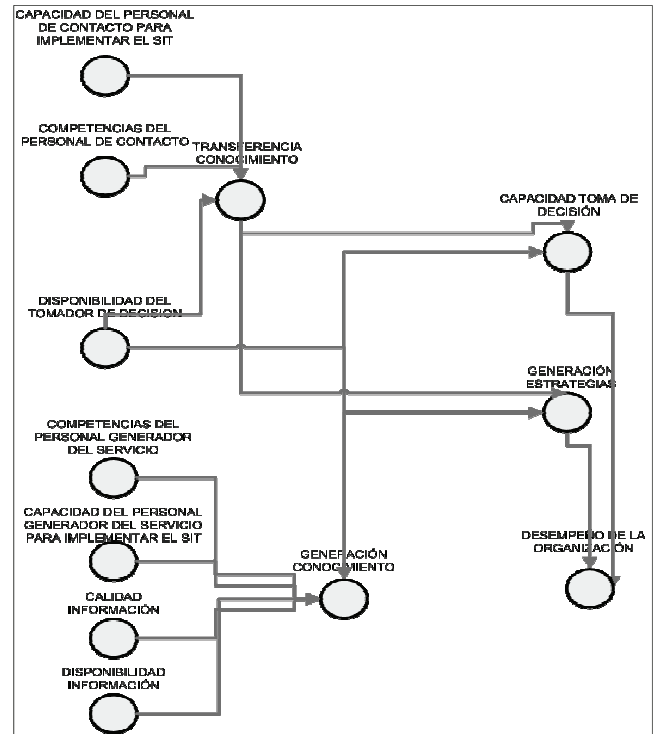 CAPACIDAD DEL PERSONAL
DE CONTACTO PARA
IMPLEMENTAR EL SIT
COMPETENCIAS DEL
PERSONAL DE CONTACTO
TRANSFERENCIA
CONOCIMIENTO
CAPACIDAD TOMA DE
DECISIÓN
DISPONIBILIDAD DEL
TOMADOR DE DECISION
GENERACIÓN
ESTRATEGIAS
COMPETENCIAS DEL
PERSONAL GENERADOR
DEL SERVICIO
CAPACIDAD DEL PERSONAL
GENERADOR DEL SERVICIO
PARA IMPLEMENTAR EL SIT
DESEMPEÑO DE LA
ORGANIZACIÓN
GENERACIÓN
CONOCIMIENTO
CALIDAD
INFORMACIÓN
DISPONIBILIDAD
INFORMACIÓN